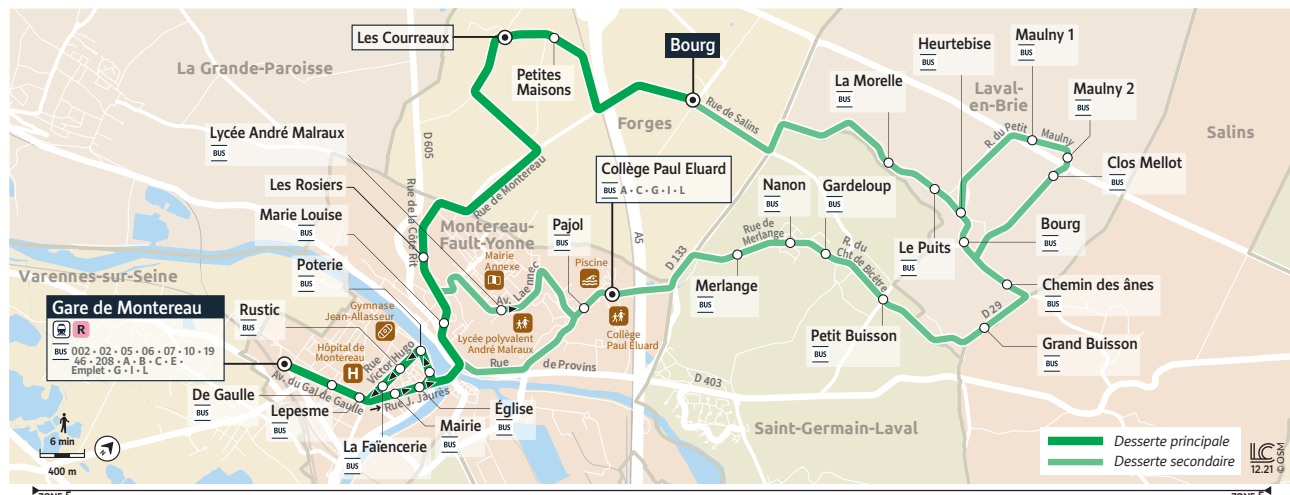 Les Courreaux
Petites
Maisons
Bourg
Heurtebise
BUS
Maulny 1
BUS
La Morelle
BUS
Maulny 2
BUS
La Grande-Paroisse
Laval-
en-Brie
Salins
Forges
Rue de Salins
R. du Petit
Maulny
Lycée André Malraux
BUS
D 605
Rue de Montereau
Rue de la Côte Rit
Collège Paul Eluard
BUS A • C • G • I • L
Clos Mellot
BUS
Les Rosiers
Marie Louise
BUS
Nanon
BUS
Gardeloup
BUS
Montereau-
Fault-Yonne
Pajol
BUS
Mairie
Annexe
Piscine
A5
D 133
Rue de
Merlange
R. du
Cht de Bicêtre
Le Puits
BUS
Bourg
BUS
Poterie
BUS
Varennes-sur-Seine
Av. Laennec
Merlange
BUS
Chemin des ânes
BUS
Gare de Montereau
R
BUS 002 • 02 • 05 • 06 • 07 • 10 • 19
46 • 208 • A • B • C • E •
Emplet • G • I • L
Rustic
BUS
Gymnase
Jean-Allasseur
Hôpital de
Montereau
H
Lycée polyvalent
André Malraux
Collège
Paul Éluard
D 29
Petit Buisson
BUS
Grand Buisson
BUS
Rue
Victor Hugo
Rue
de Provins
Av. du Gal de Gaulle
Rue J. Jaurès
D 403
De Gaulle
BUS
Lepesme
BUS
Église
BUS
Mairie
BUS
La Faïencerie
BUS
Saint-Germain-Laval
6 min
400 m
Desserte principale
Desserte secondaire
LC
12.21
© OSM
ZONE 5
ZONE 5